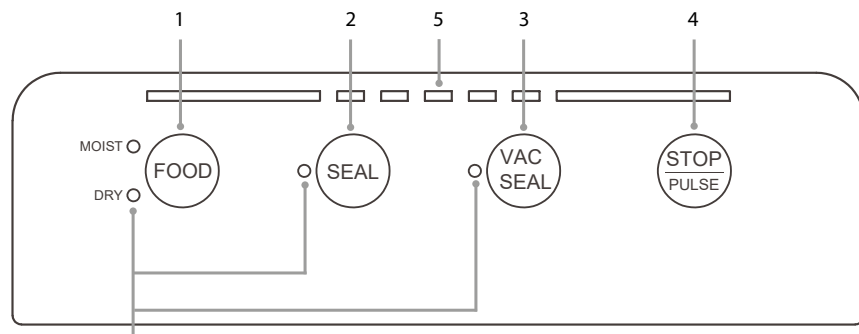 1 2 5 3 4
MOIST
DRY
FOOD
SEAL
VAC
SEAL
STOP
PULSE